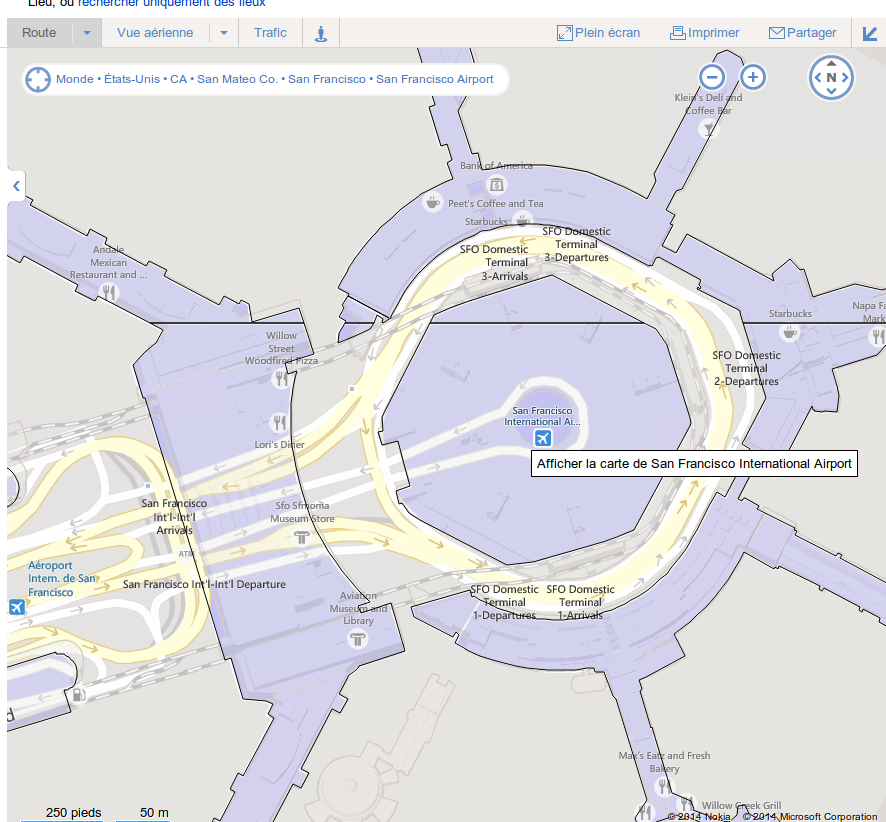 Lieu, ou rechercher uniquement des lieux
Route
Vue aérienne
Trafic
Plein écran
Imprimer
Partager
Monde • États-Unis • CA • San Mateo Co. • San Francisco • San Francisco Airport
N
Klein's Deli and
Coffee Bar
Bank of America
Peet's Coffee and Tea
Starbucks
SFO Domestic
Terminal
3-Departures
SFO Domestic
Terminal
3-Arrivals
Andale
Mexican
Restaurant and ...
Starbucks
Napa Fa
Mark
Willow
Street
Woodfired Pizza
SFO Domestic
Terminal
2-Departures
San Francisco
International Ai...
Lori's Diner
Afficher la carte de San Francisco International Airport
San Francisco
Int'l-Int'l
Arrivals
Sfo Sfmoma
Museum Store
ATM
Aéroport
Intern. de San
Francisco
San Francisco Int'l-Int'l Departure
Aviation
Museum and
Library
SFO Domestic
Terminal
1-Departures
SFO Domestic
Terminal
1-Arrivals
d
Max's Eatz and Fresh
Bakery
Willow Creek Grill
250 pieds
50 m
© 2014 Nokia
© 2014 Microsoft Corporation